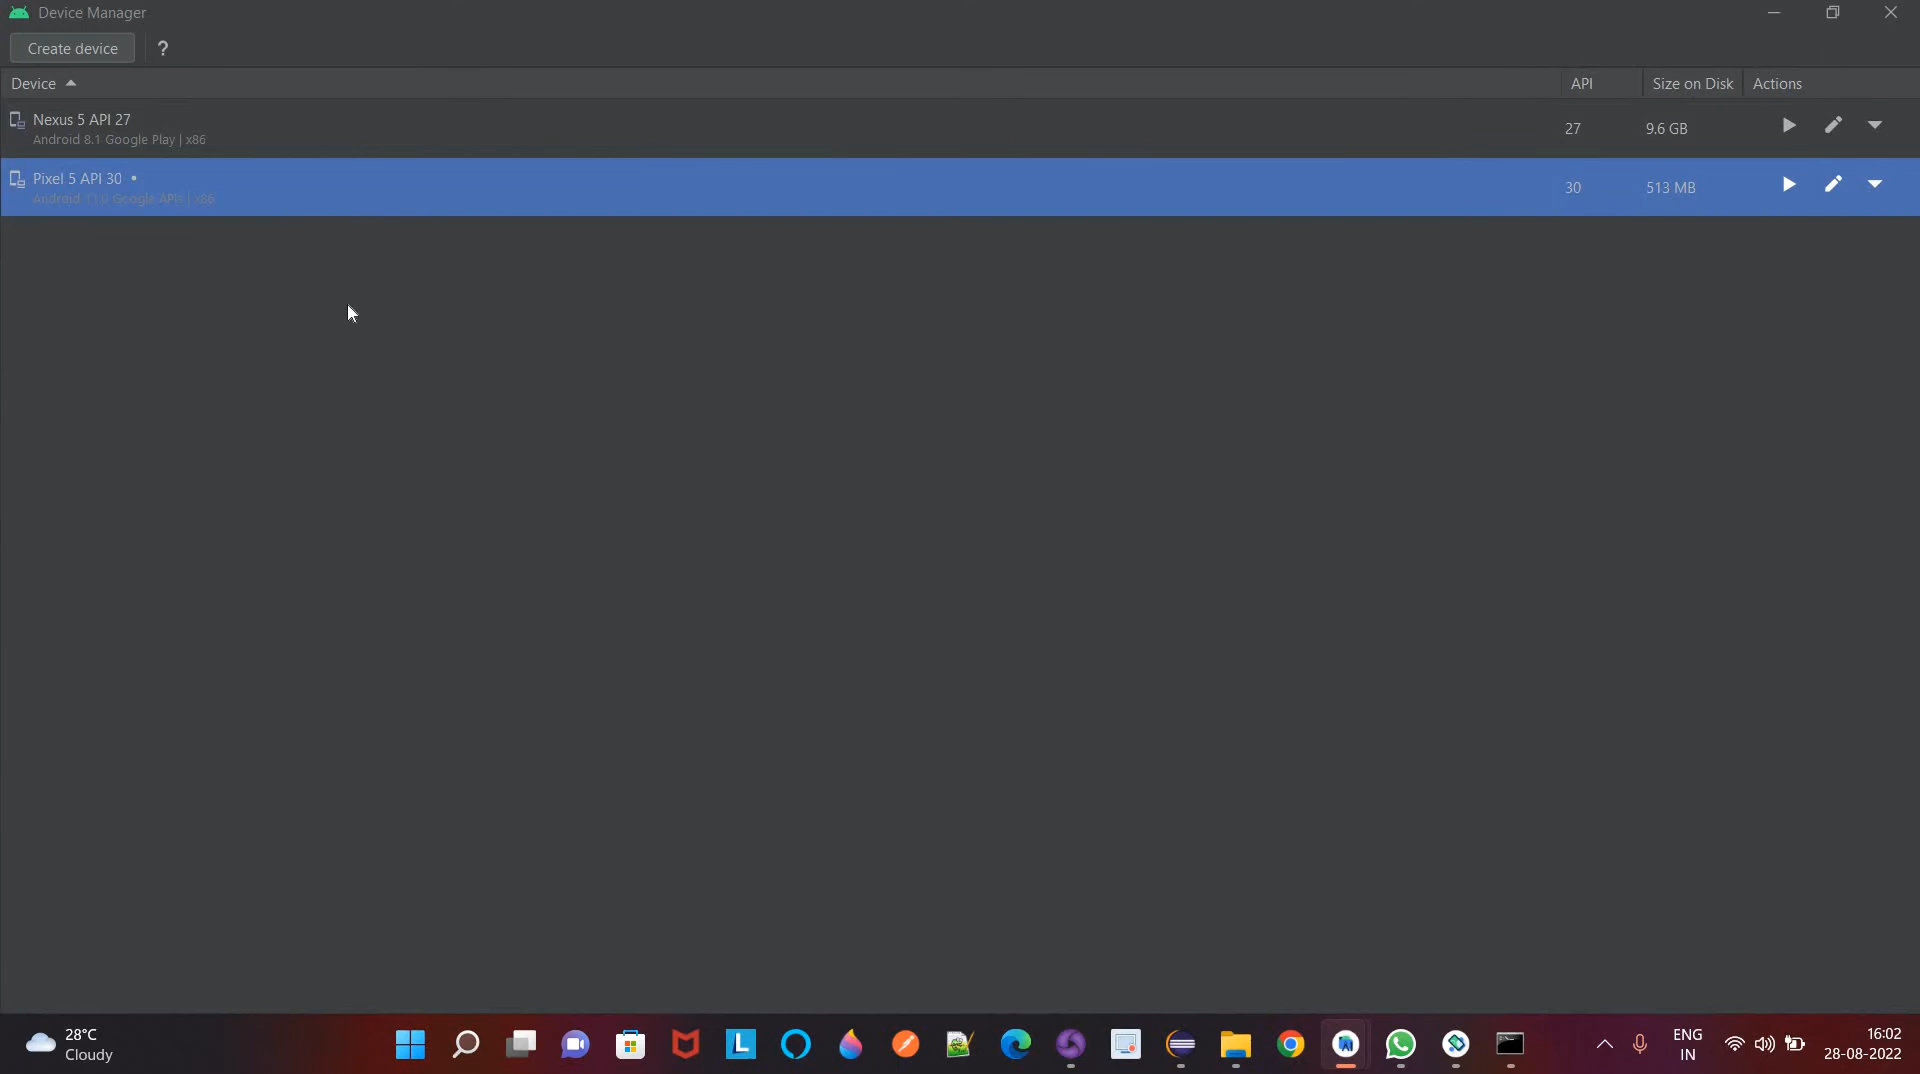 Device Manager
Create device ?
Device API Size on Disk Actions
Nexus 5 API 27
Android 8.1 Google Play | x86
27 9.6 GB
Pixel 5 API 30 •
Android 11.0 Google APIs | x86
30 513 MB
28°C
Cloudy
L
ENG
IN
16:02
28-08-2022